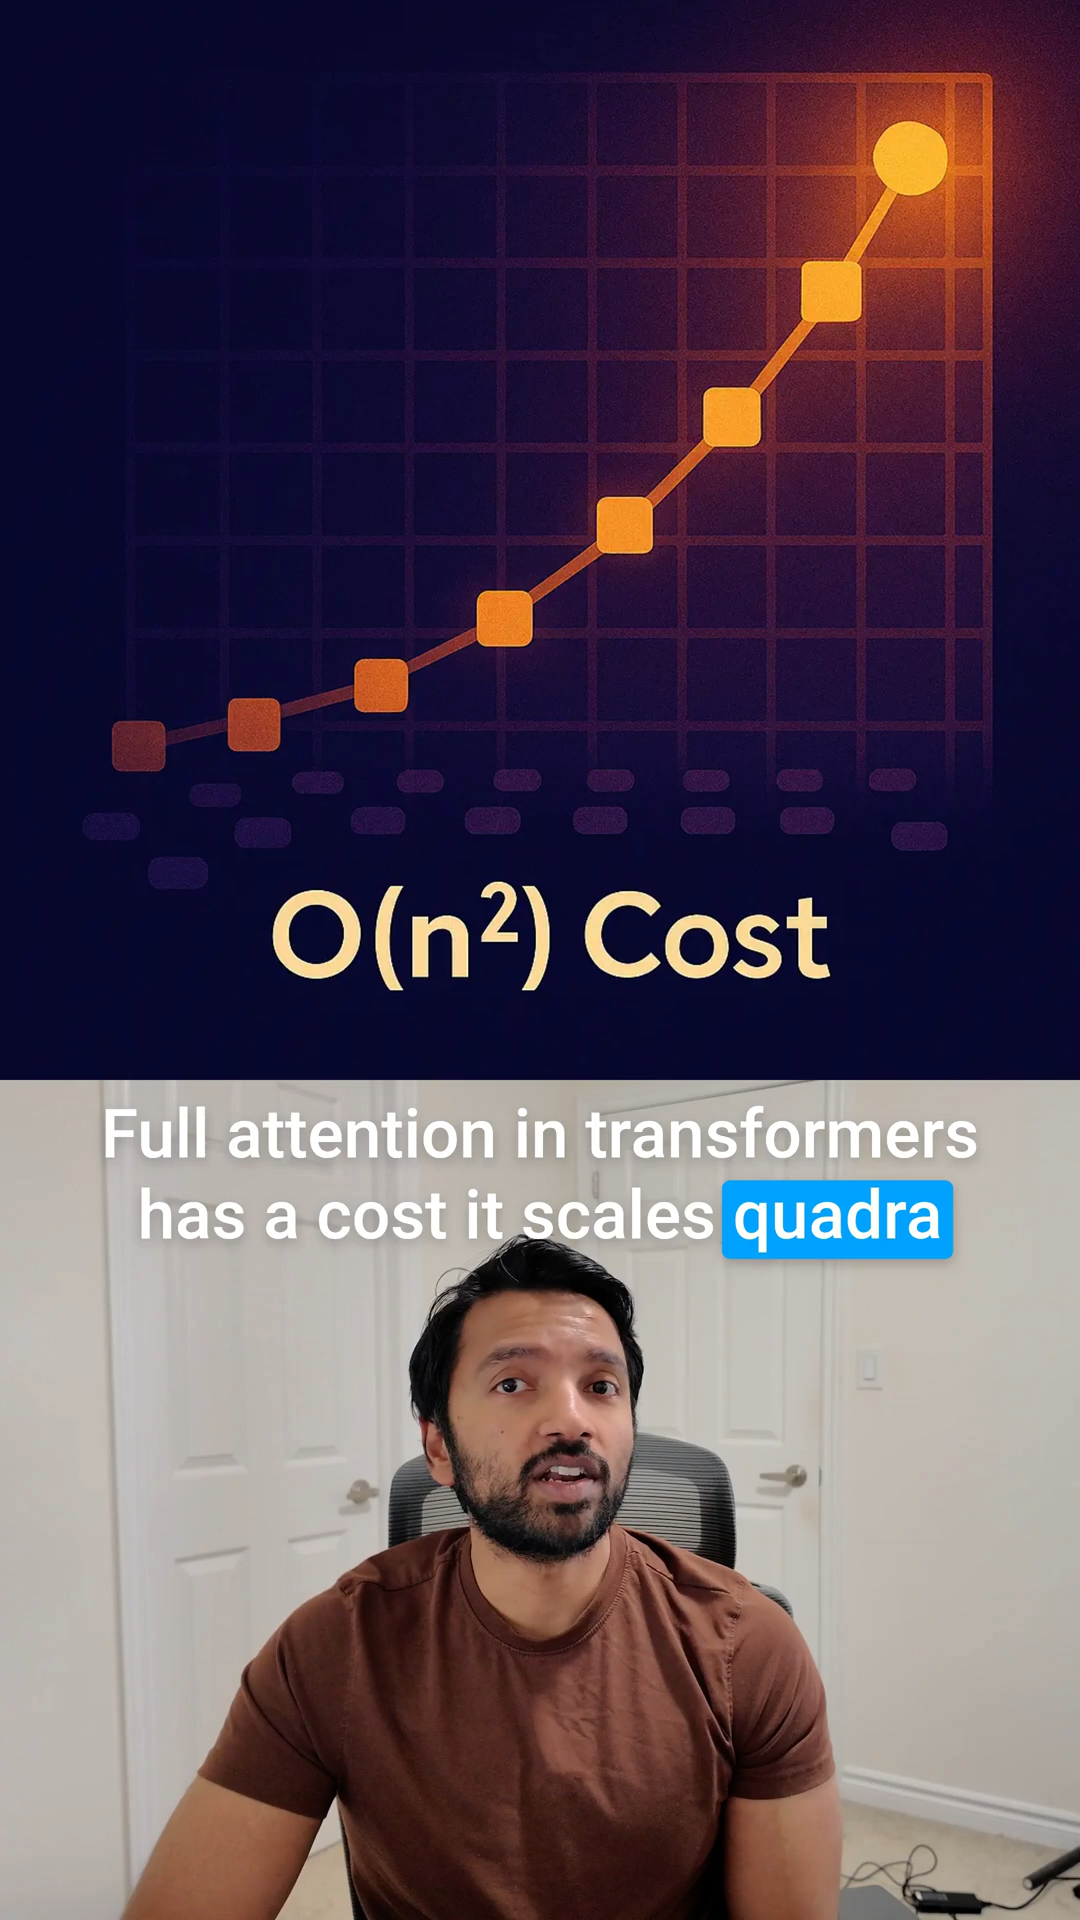 O(n²) Cost
Full attention in transformers
has a cost it scales quadra